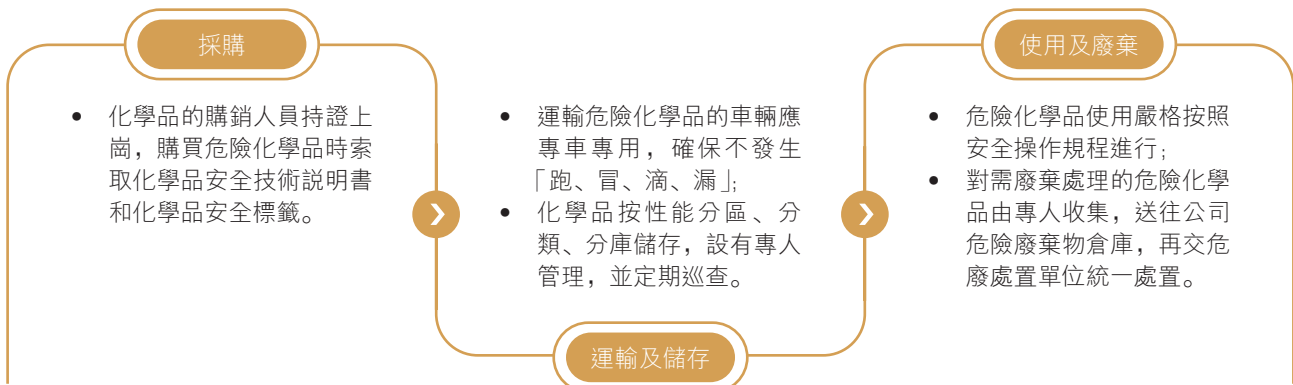 採購
● 化學品的購銷人員持證上
崗，購買危險化學品時索
取化學品安全技術説明書
和化學品安全標籤。
● 運輸危險化學品的車輛應
專車專用，確保不發生
「跑、冒、滴、漏」；
● 化學品按性能分區、分
類、分庫儲存，設有專人
管理，並定期巡查。
運輸及儲存
使用及廢棄
● 危險化學品使用嚴格按照
安全操作規程進行；
● 對需廢棄處理的危險化學
品由專人收集，送往公司
危險廢棄物倉庫，再交危
廢處置單位統一處置。